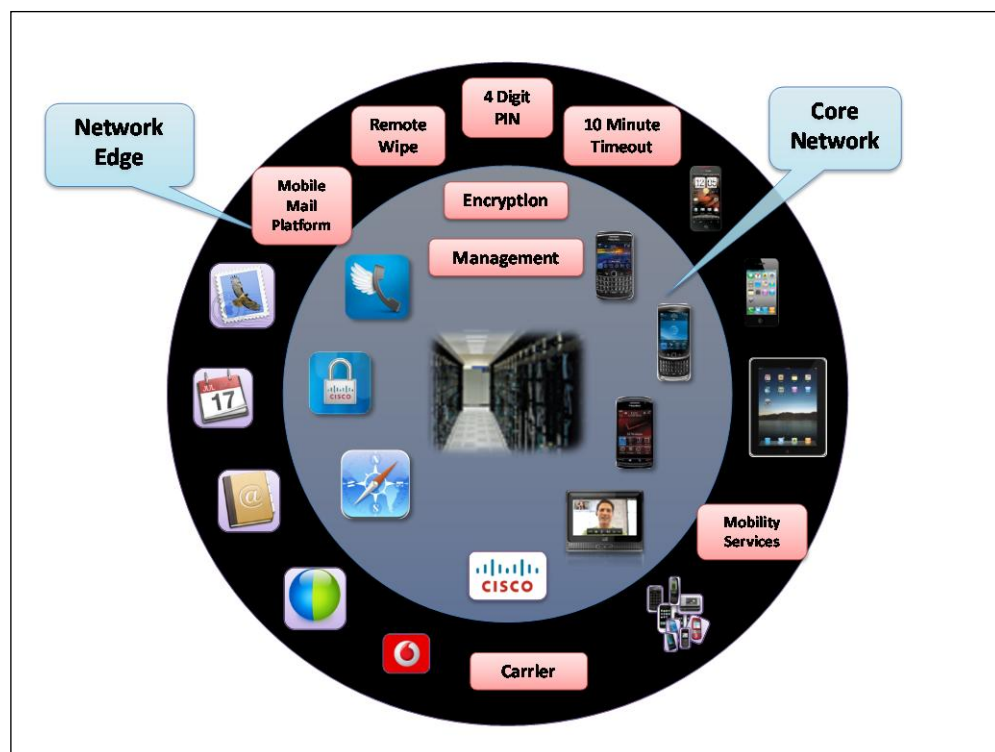 4 Digit
PIN
Remote
Wipe
10 Minute
Timeout
Network
Edge
Core
Network
Mobile
Mail
Platform
Encryption
Management
JUL
17
CISCO
@
N
S
CISCO
Mobility
Services
Carrier